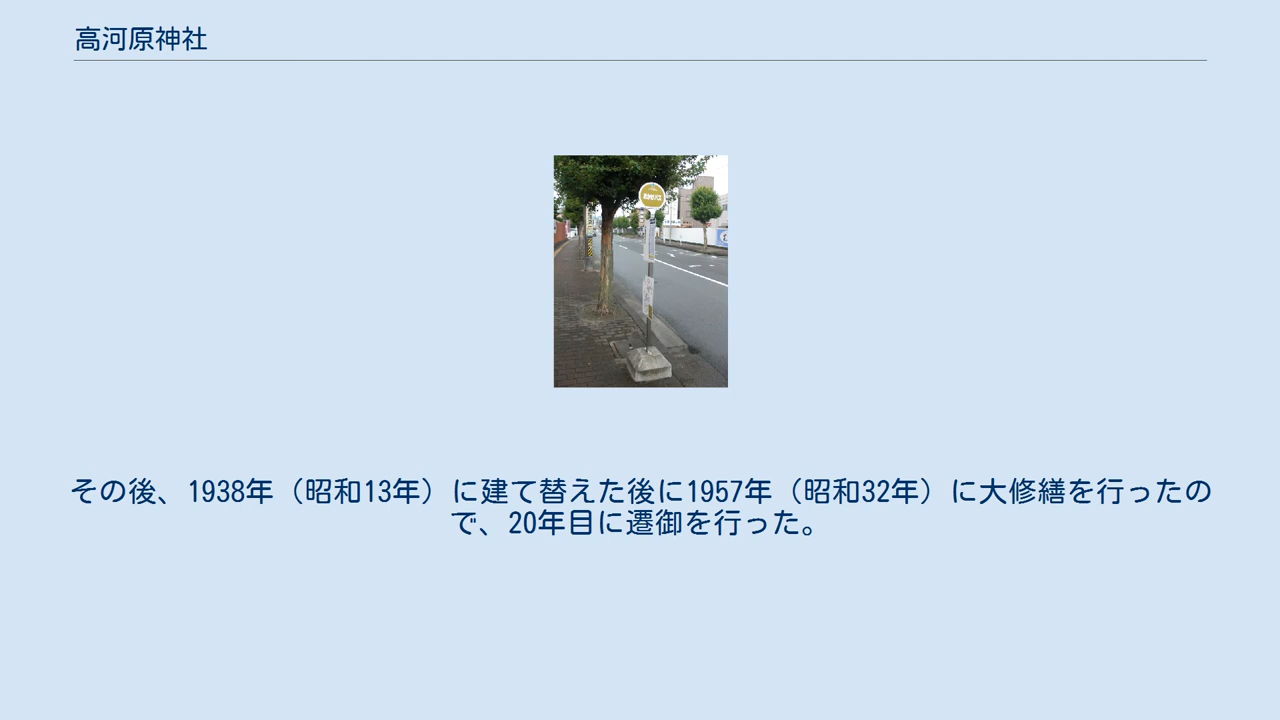 高河原神社
その後、1938年（昭和13年）に建て替えた後に1957年（昭和32年）に大修繕を行ったの
で、20年目に遷御を行った。